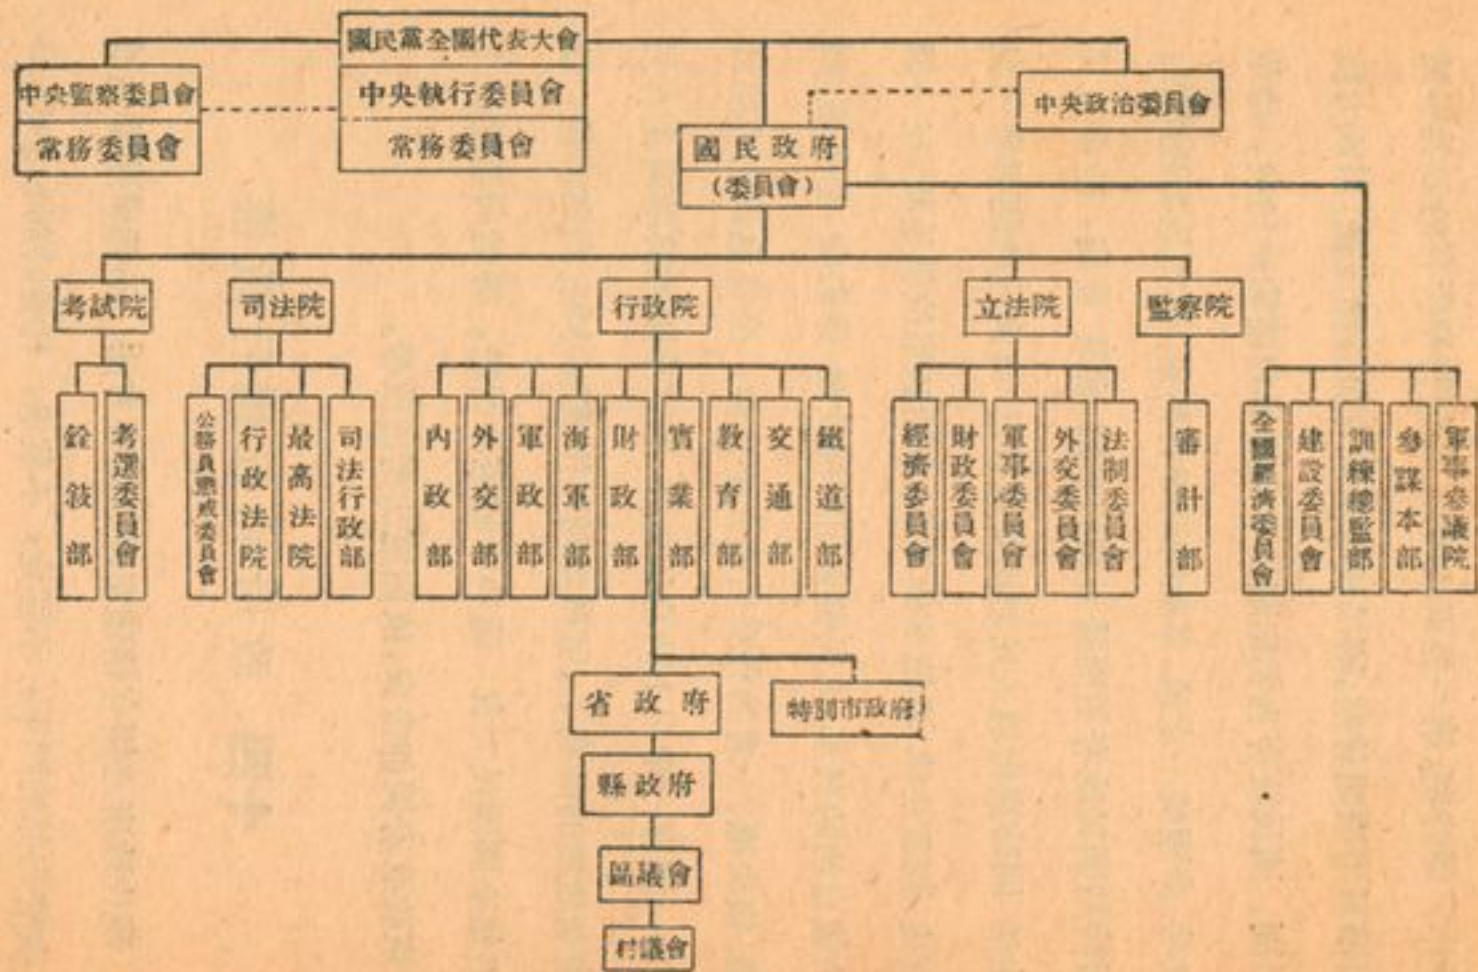 國民黨全國代表大會
中央執行委員會
常務委員會
中央監察委員會
常務委員會
中央政治委員會
國民政府
(委員會)
考試院
司法院
行政院
立法院
監察院
銓敍部
考選委員會
公務員懲戒委員會
行政法院
最高法院
司法行政部
內政部
外交部
軍政部
海軍部
財政部
實業部
教育部
交通部
鐵道部
經濟委員會
財政委員會
軍事委員會
外交委員會
法制委員會
審計部
全國經濟委員會
建設委員會
訓練總監部
參謀本部
軍事參議院
省政府
特別市政府
縣政府
區議會
村議會